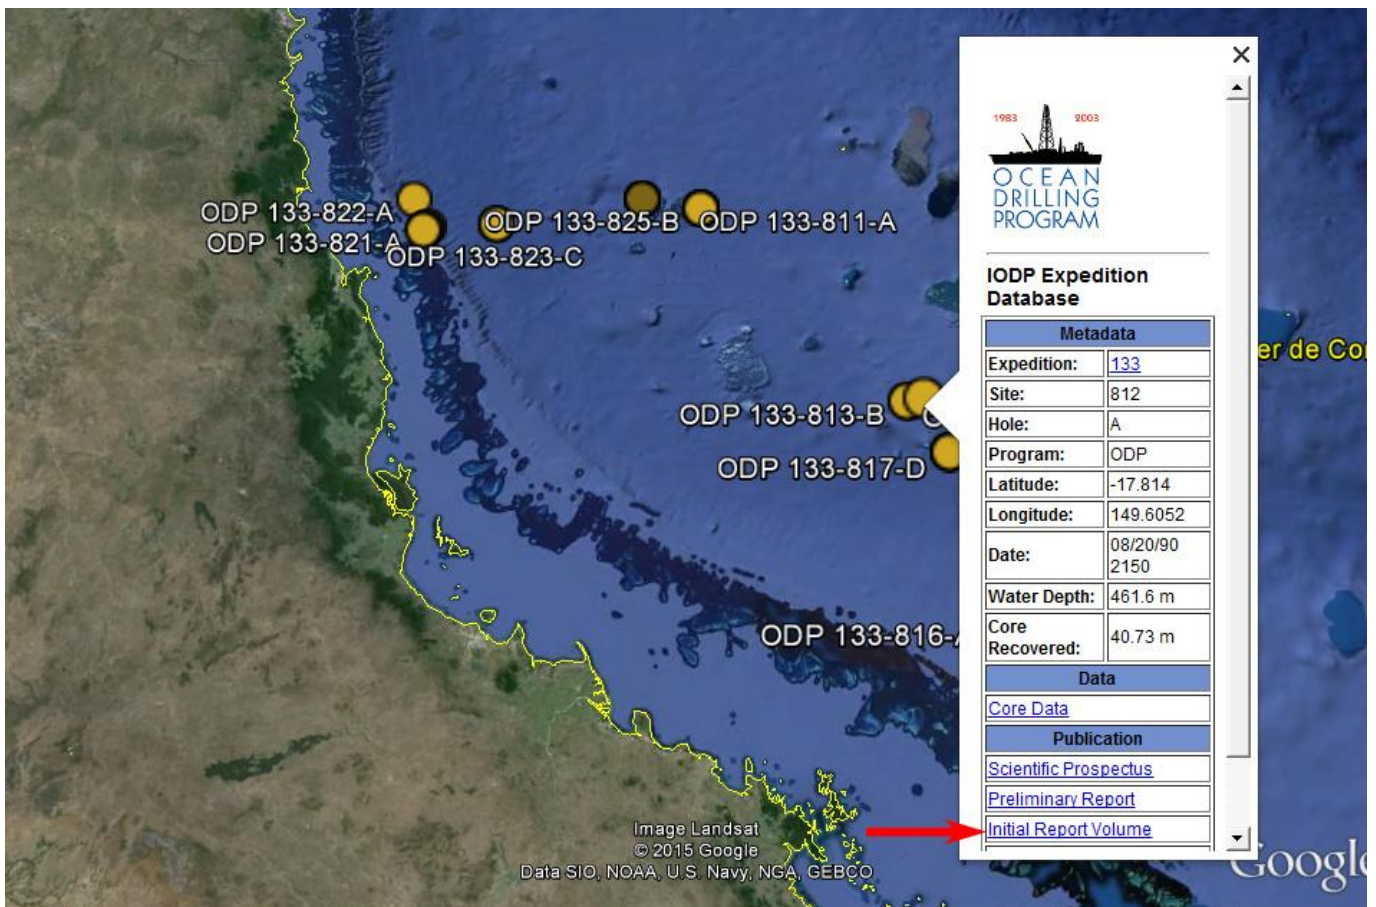 ODP 133-822-A
ODP 133-821-A
ODP 133-823-C
ODP 133-825-B
ODP 133-811-A
ODP 133-813-B
ODP 133-817-D
ODP 133-816-
er de Co
1983 2003
OCEAN
DRILLING
PROGRAM
IODP Expedition
Database
Metadata
Expedition: 133
Site: 812
Hole: A
Program: ODP
Latitude: -17.814
Longitude: 149.6052
Date: 08/20/90
2150
Water Depth: 461.6 m
Core
Recovered: 40.73 m
Data
Core Data
Publication
Scientific Prospectus
Preliminary Report
Initial Report Volume
Image Landsat
© 2015 Google
Data SIO, NOAA, U.S. Navy, NGA, GEBCO
Google